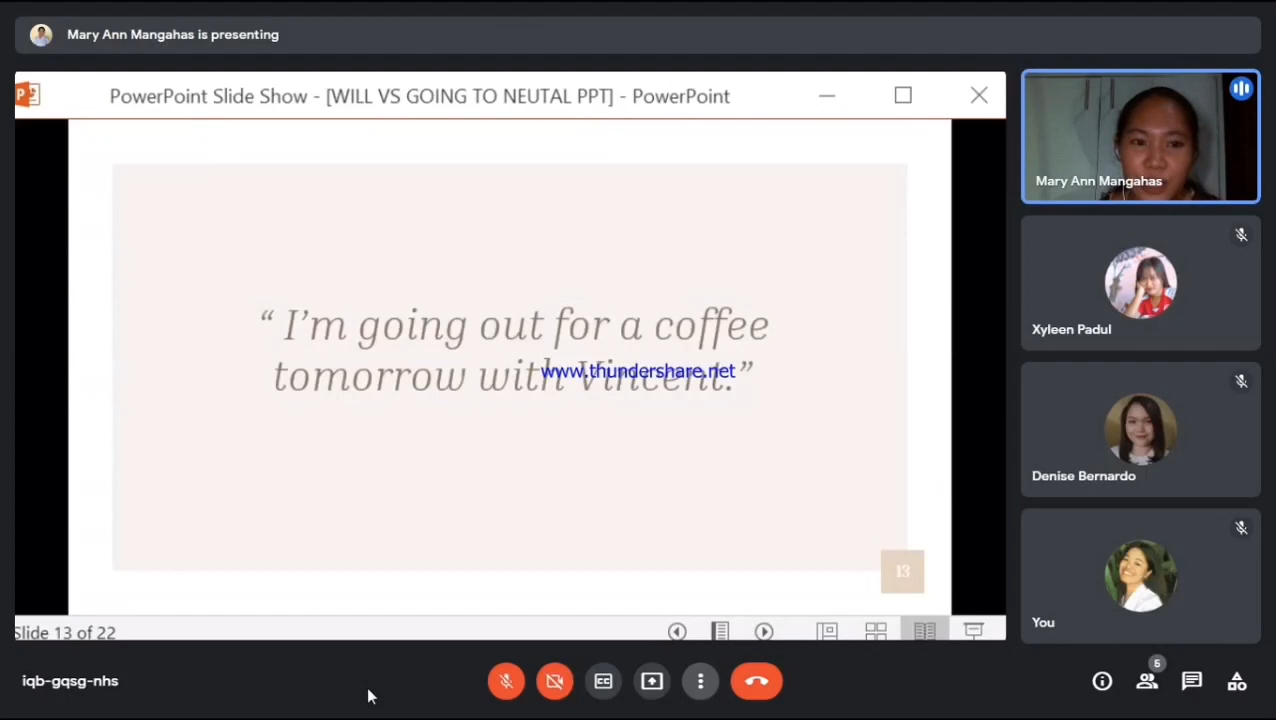 Mary Ann Mangahas is presenting
PowerPoint Slide Show - [WILL VS GOING TO NEUTAL PPT] - PowerPoint
“ I’m going out for a coffee
tomorrow with Vincent.”
www.thundershare.net
13
Slide 13 of 22
Mary Ann Mangahas
Xyleen Padul
Denise Bernardo
You
iqb-gqsg-nhs
CC
5